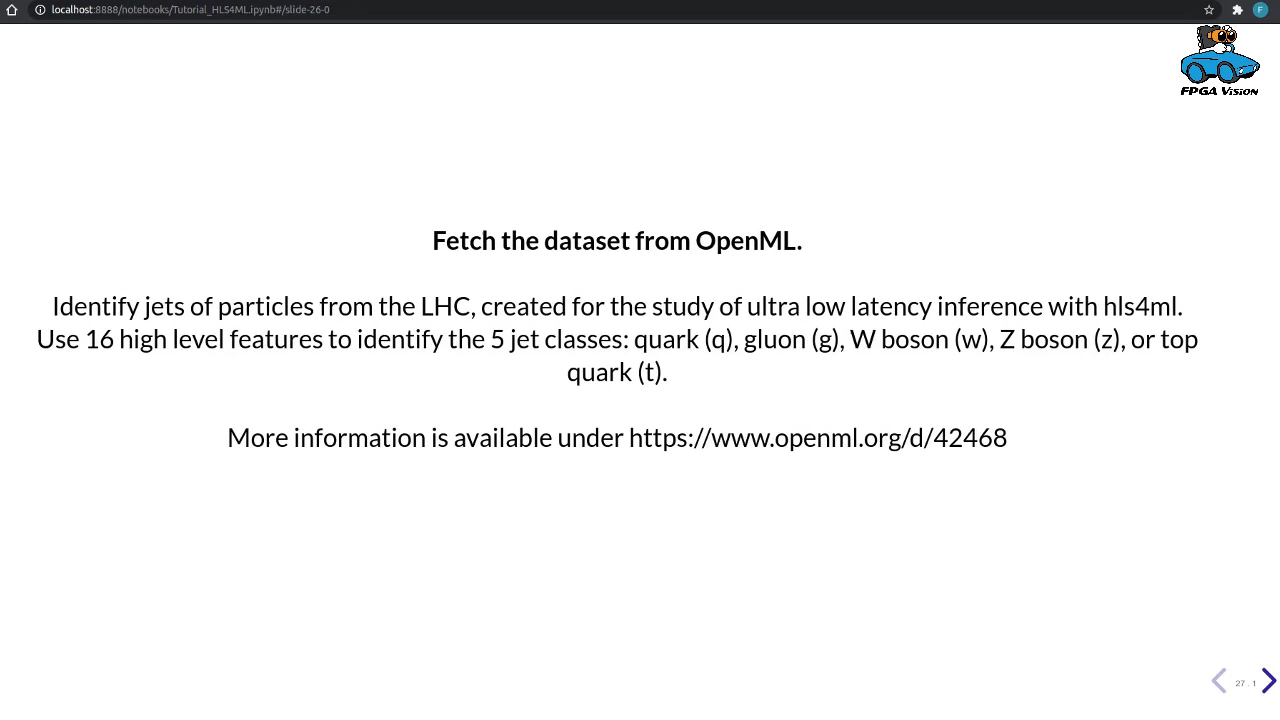 localhost:8888/notebooks/Tutorial_HLS4ML.ipynb#/slide-26-0
F
FPGA Vision
Fetch the dataset from OpenML.
Identify jets of particles from the LHC, created for the study of ultra low latency inference with hls4ml.
Use 16 high level features to identify the 5 jet classes: quark (q), gluon (g), W boson (w), Z boson (z), or top
quark (t).
More information is available under https://www.openml.org/d/42468
27 . 1